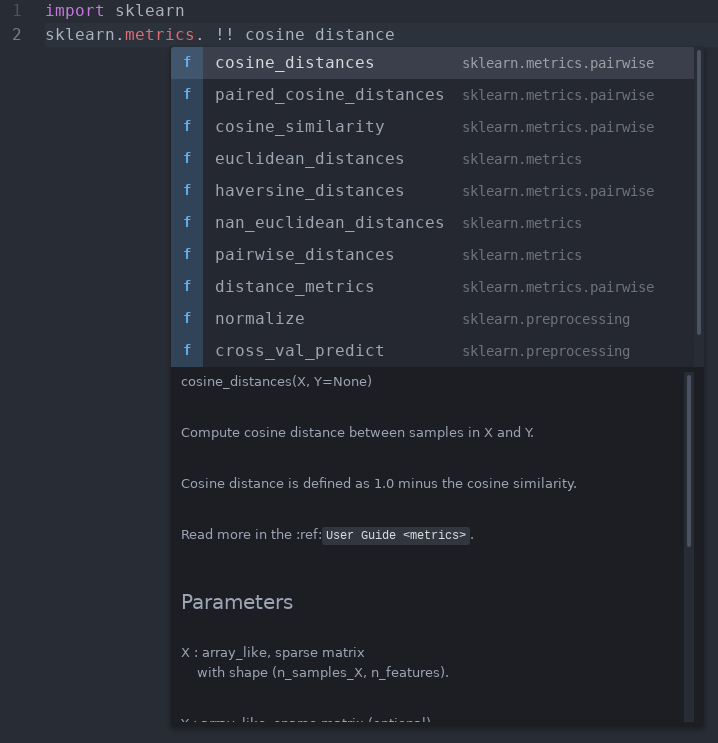 1 import sklearn
2 sklearn.metrics. !! cosine distance
f cosine_distances sklearn.metrics.pairwise
f paired_cosine_distances sklearn.metrics.pairwise
f cosine_similarity sklearn.metrics.pairwise
f euclidean_distances sklearn.metrics
f haversine_distances sklearn.metrics.pairwise
f nan_euclidean_distances sklearn.metrics
f pairwise_distances sklearn.metrics
f distance_metrics sklearn.metrics.pairwise
f normalize sklearn.preprocessing
f cross_val_predict sklearn.preprocessing
cosine_distances(X, Y=None)
Compute cosine distance between samples in X and Y.
Cosine distance is defined as 1.0 minus the cosine similarity.
Read more in the :ref: User Guide <metrics> .
Parameters
X : array_like, sparse matrix
with shape (n_samples_X, n_features).
Y : array_like, sparse matrix (optional)